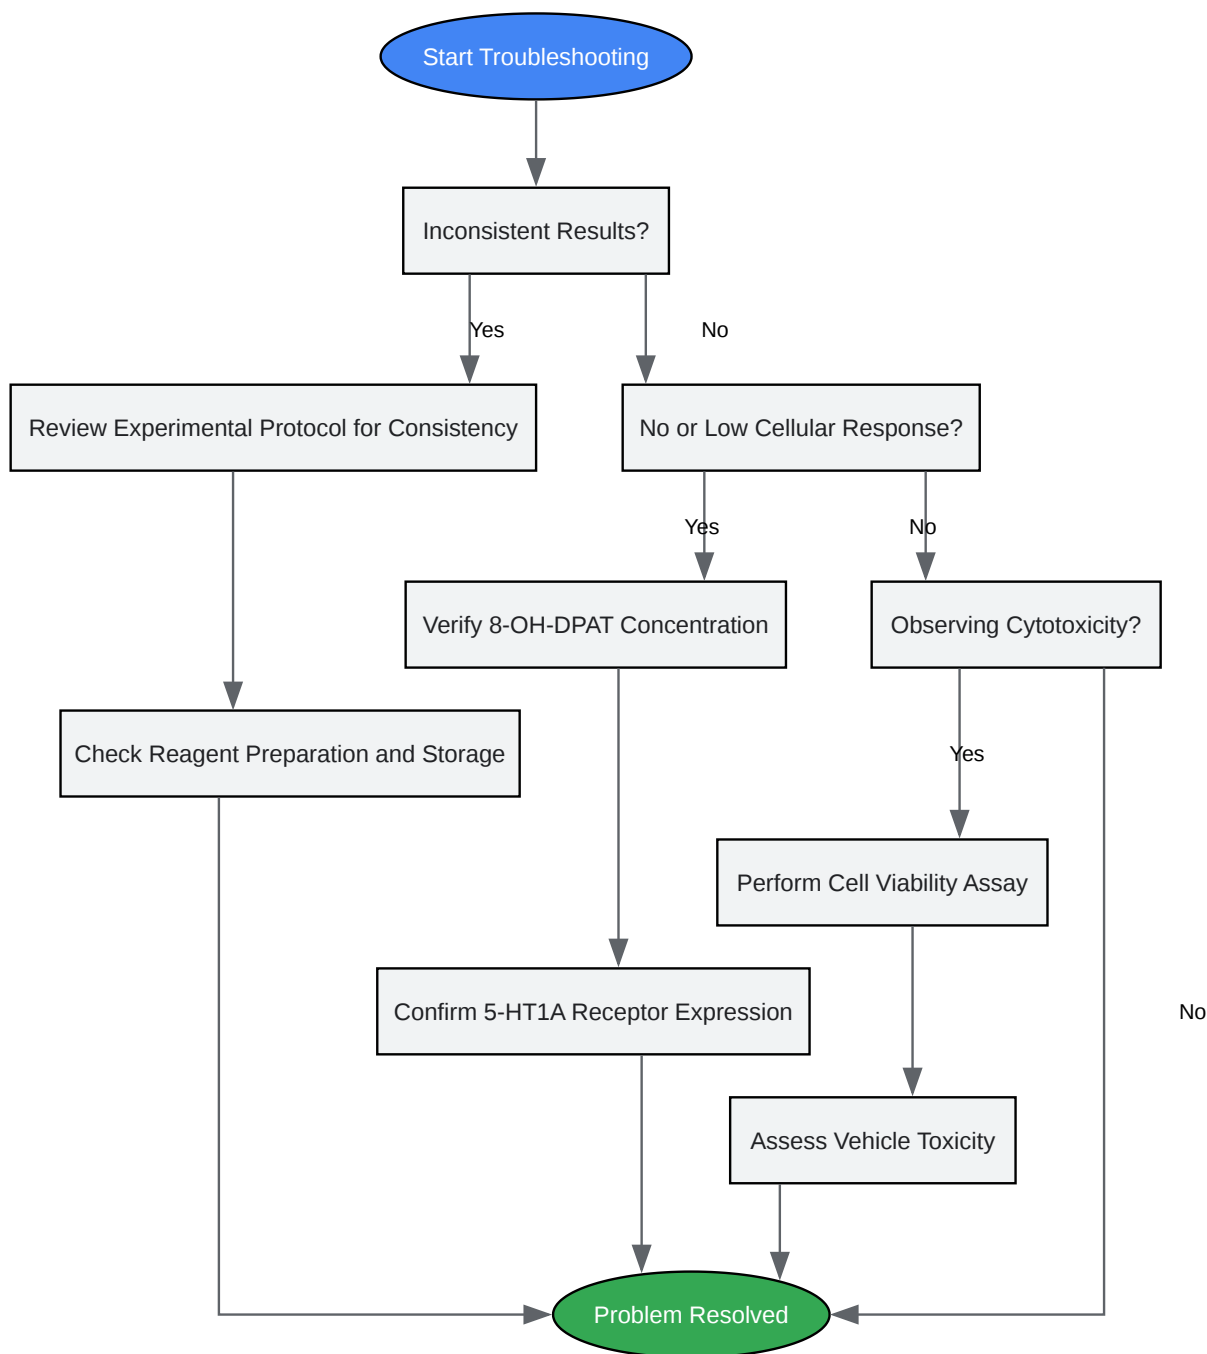 Start Troubleshooting
Inconsistent Results?
Yes
No
Review Experimental Protocol for Consistency
No or Low Cellular Response?
Yes
No
Verify 8-OH-DPAT Concentration
Observing Cytotoxicity?
Check Reagent Preparation and Storage
Yes
Perform Cell Viability Assay
Confirm 5-HT1A Receptor Expression
No
Assess Vehicle Toxicity
Problem Resolved